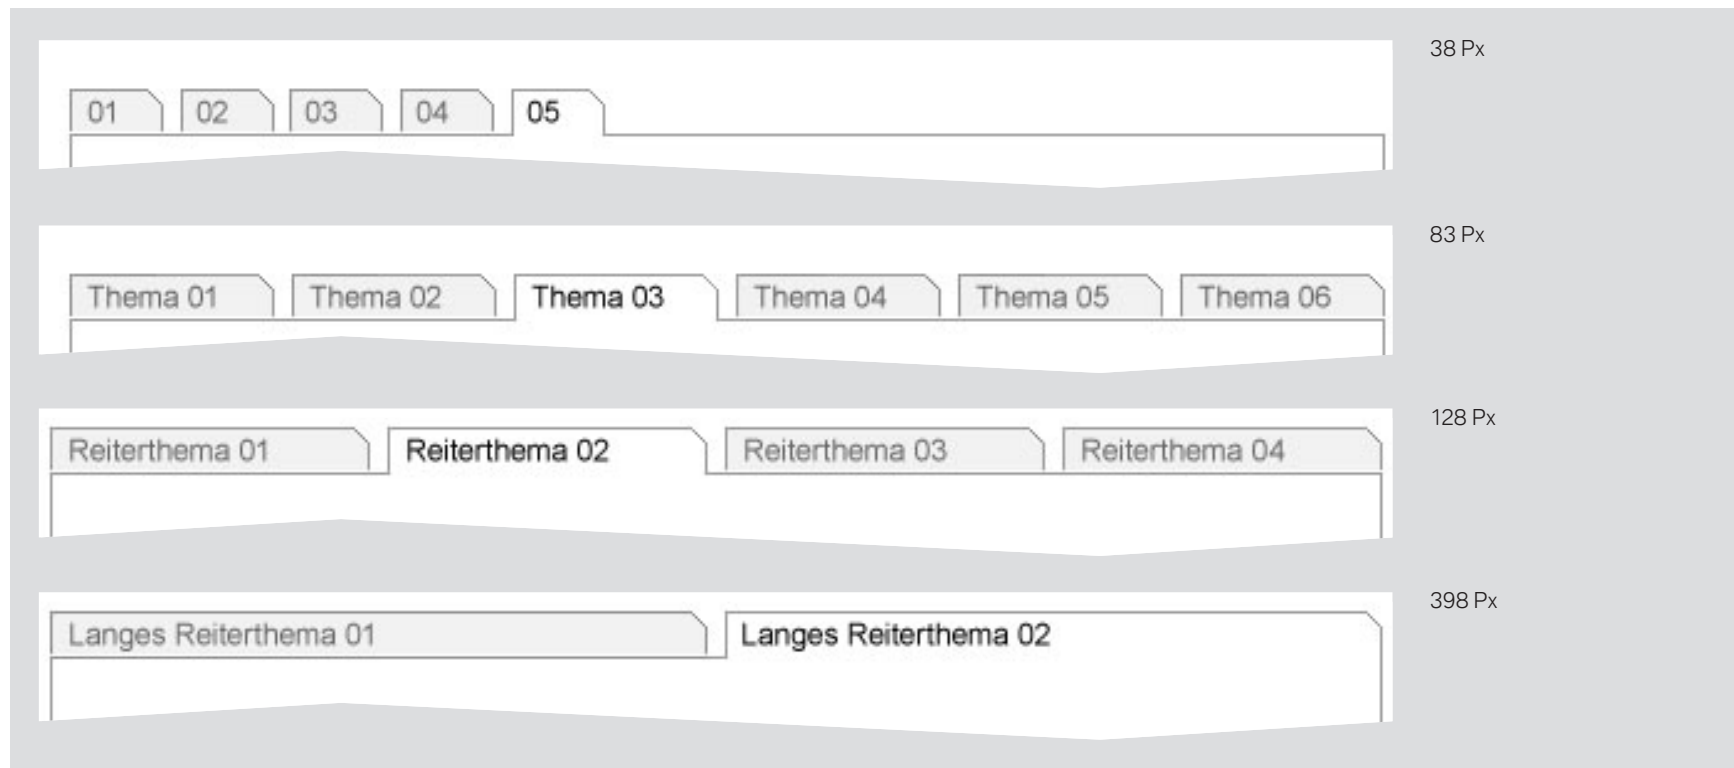 38 Px
01 02 03 04 05
83 Px
Thema 01 Thema 02 Thema 03 Thema 04 Thema 05 Thema 06
128 Px
Reiterthema 01 Reiterthema 02 Reiterthema 03 Reiterthema 04
398 Px
Langes Reiterthema 01 Langes Reiterthema 02